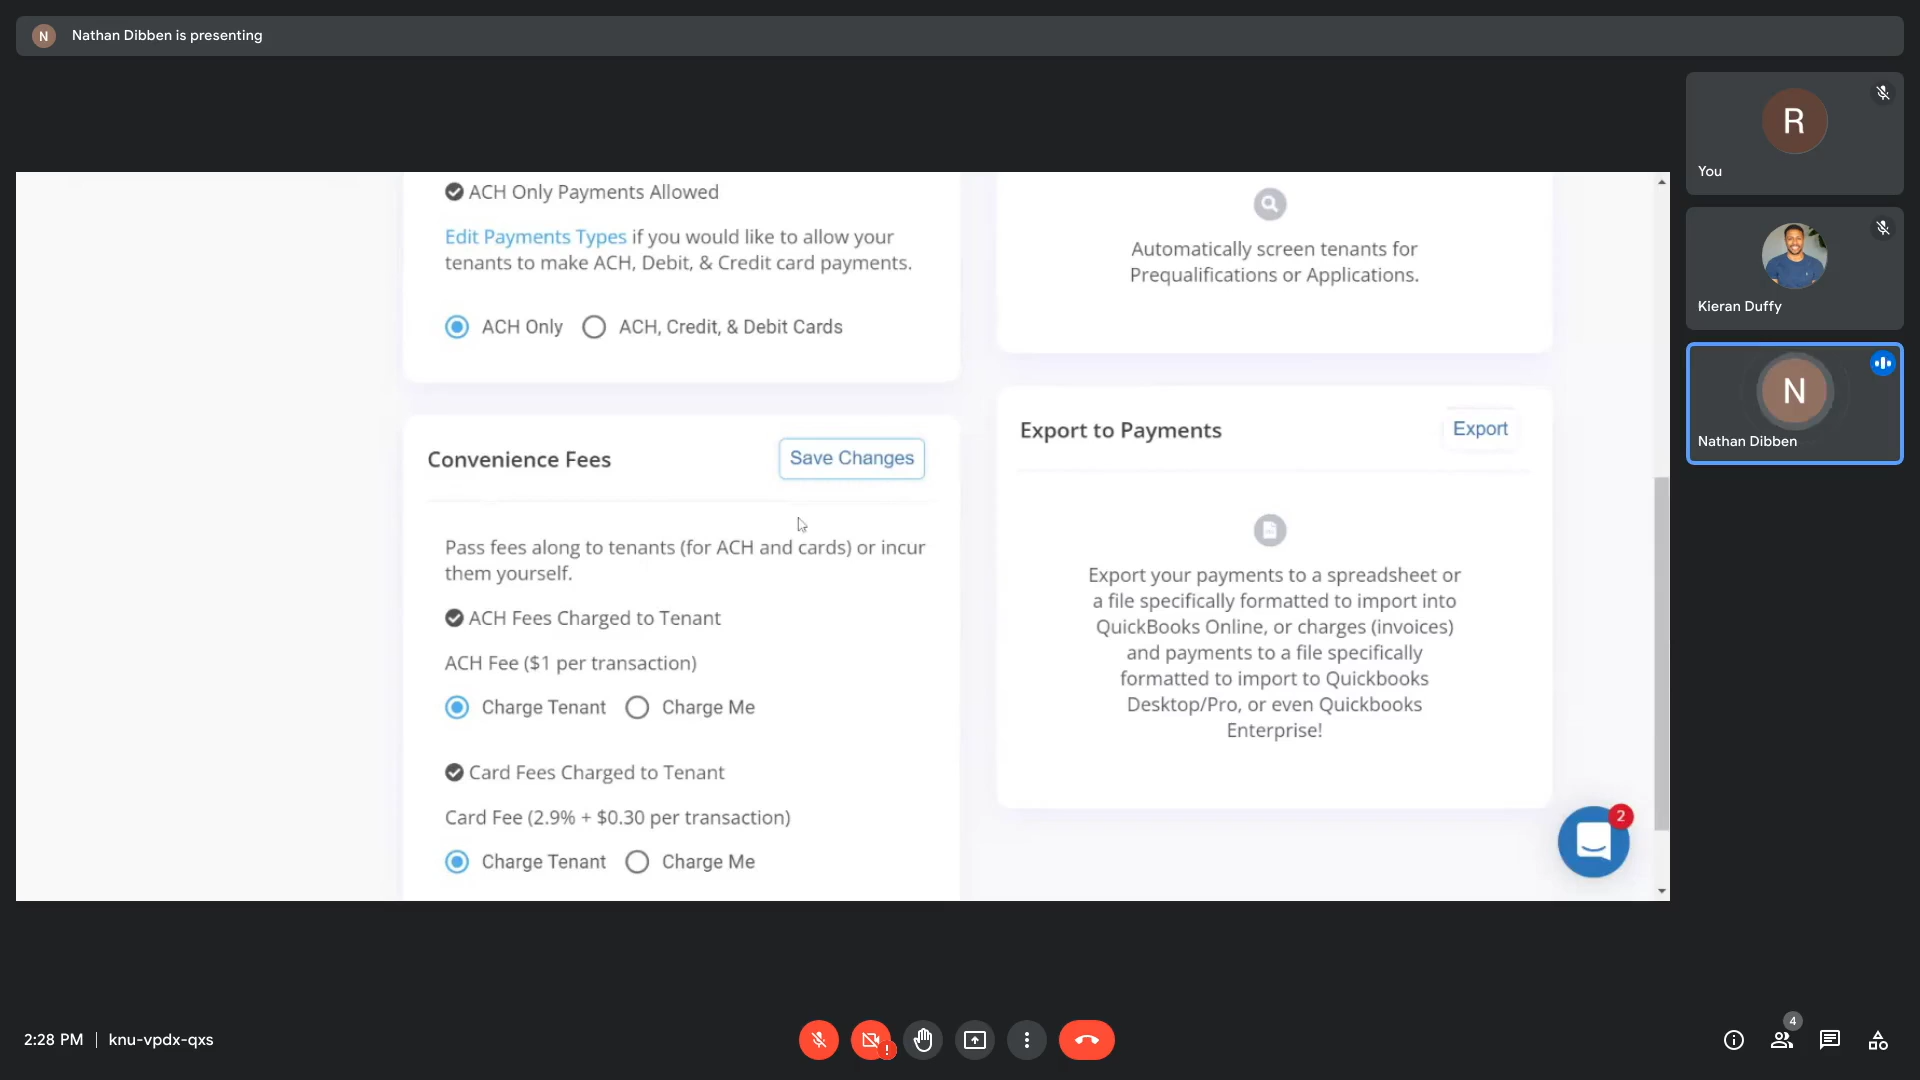 N Nathan Dibben is presenting
ACH Only Payments Allowed
Edit Payments Types if you would like to allow your
tenants to make ACH, Debit, & Credit card payments.
ACH Only ACH, Credit, & Debit Cards
Convenience Fees Save Changes
Pass fees along to tenants (for ACH and cards) or incur
them yourself.
ACH Fees Charged to Tenant
ACH Fee ($1 per transaction)
Charge Tenant Charge Me
Card Fees Charged to Tenant
Card Fee (2.9% + $0.30 per transaction)
Charge Tenant Charge Me
Automatically screen tenants for
Prequalifications or Applications.
Export to Payments Export
Export your payments to a spreadsheet or
a file specifically formatted to import into
QuickBooks Online, or charges (invoices)
and payments to a file specifically
formatted to import to Quickbooks
Desktop/Pro, or even Quickbooks
Enterprise!
2
R
You
Kieran Duffy
N
Nathan Dibben
2:28 PM | knu-vpdx-qxs
!
4